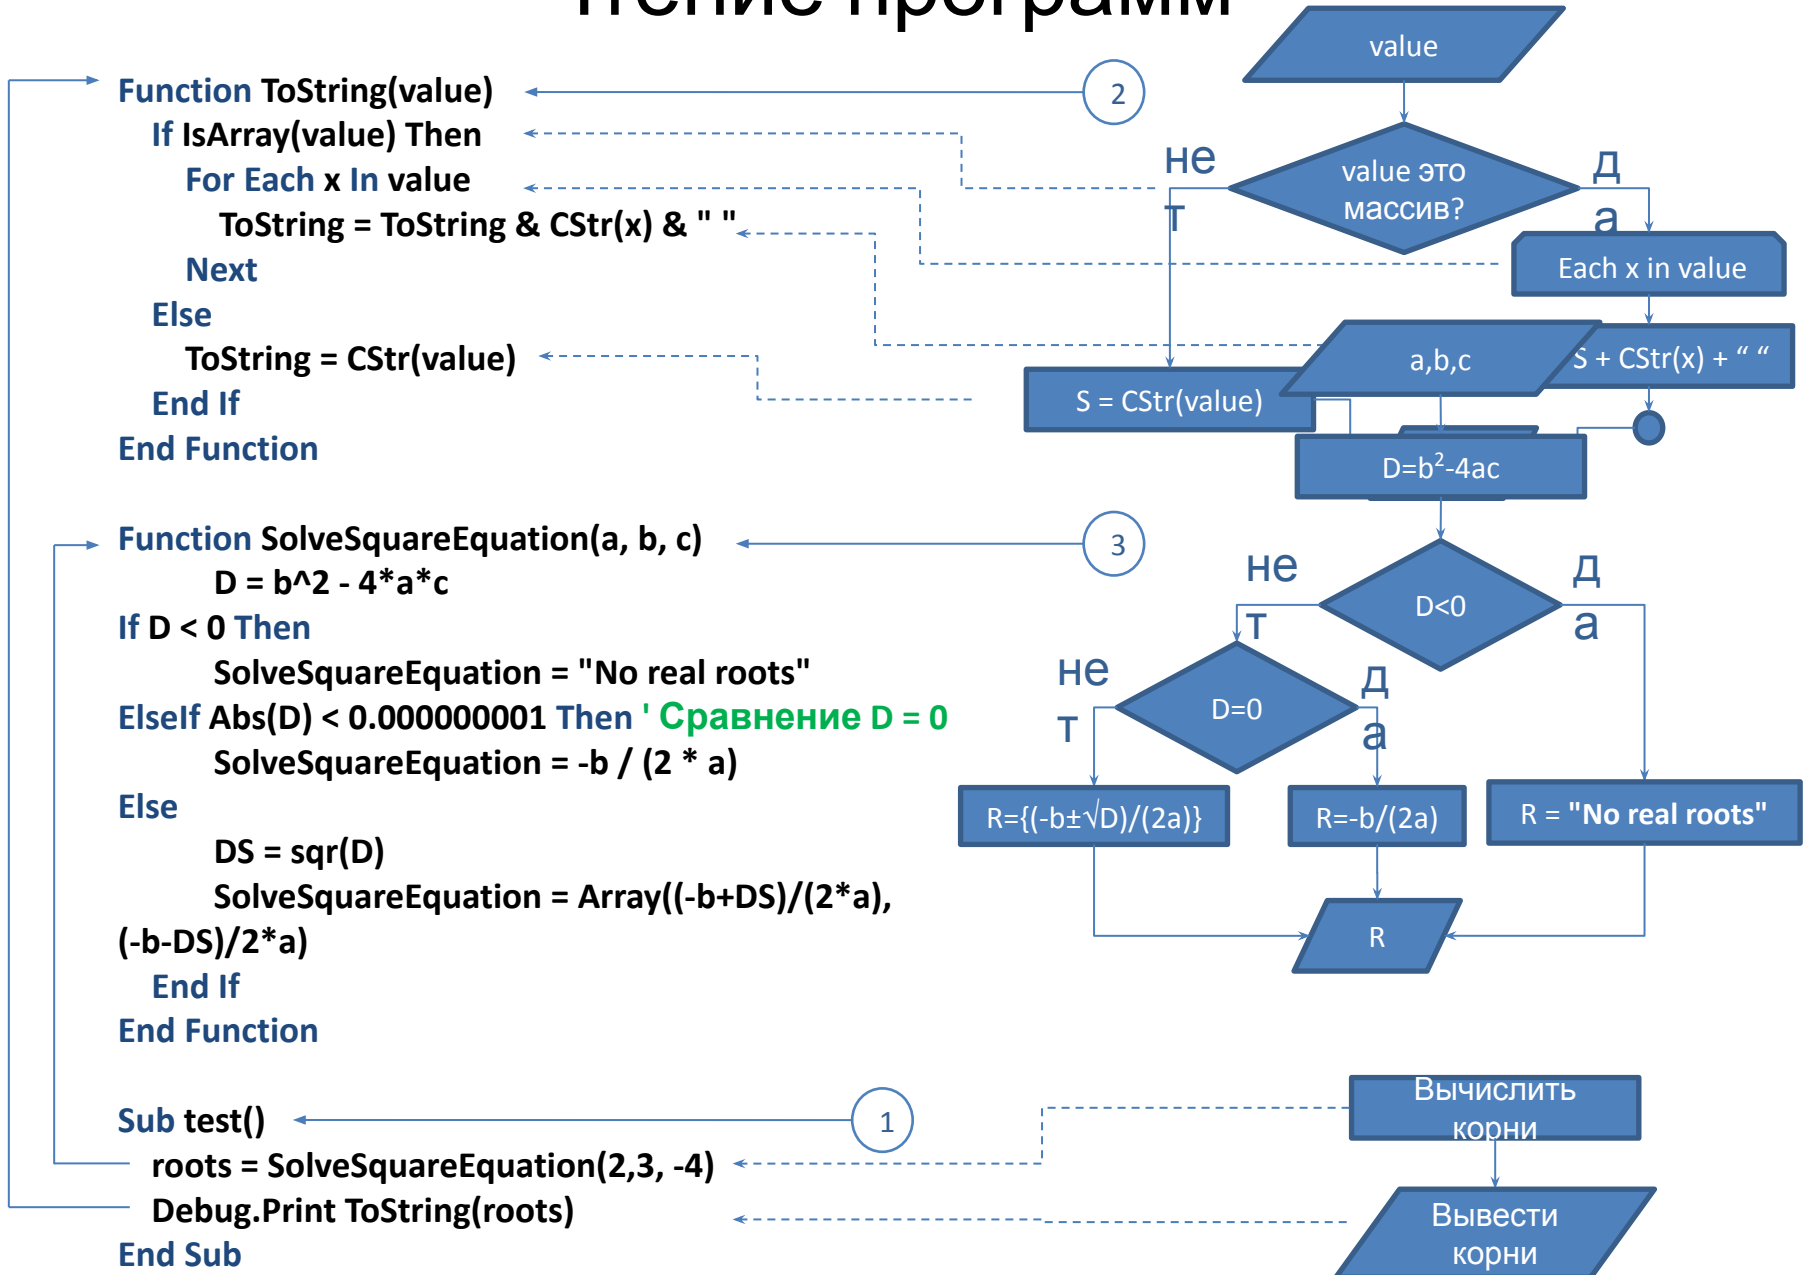 Чтение программ
Function ToString(value)
If IsArray(value) Then
For Each x In value
ToString = ToString & CStr(x) & " "
Next
Else
ToString = CStr(value)
End If
End Function
Function SolveSquareEquation(a, b, c)
D = b^2 - 4*a*c
If D < 0 Then
SolveSquareEquation = "No real roots"
ElseIf Abs(D) < 0.000000001 Then ' Сравнение D = 0
SolveSquareEquation = -b / (2 * a)
Else
DS = sqr(D)
SolveSquareEquation = Array((-b+DS)/(2*a),
(-b-DS)/2*a)
End If
End Function
Sub test()
roots = SolveSquareEquation(2,3, -4)
Debug.Print ToString(roots)
End Sub
2
3
1
value
value это
массив?
не
т
д
а
Each x in value
S + CStr(x) + “ “
S = CStr(value)
a,b,c
D=b²-4ac
D<0
не
т
д
а
D=0
не
т
д
а
R={(-b±√D)/(2a)}
R=-b/(2a)
R = "No real roots"
R
Вычислить
корни
Вывести
корни